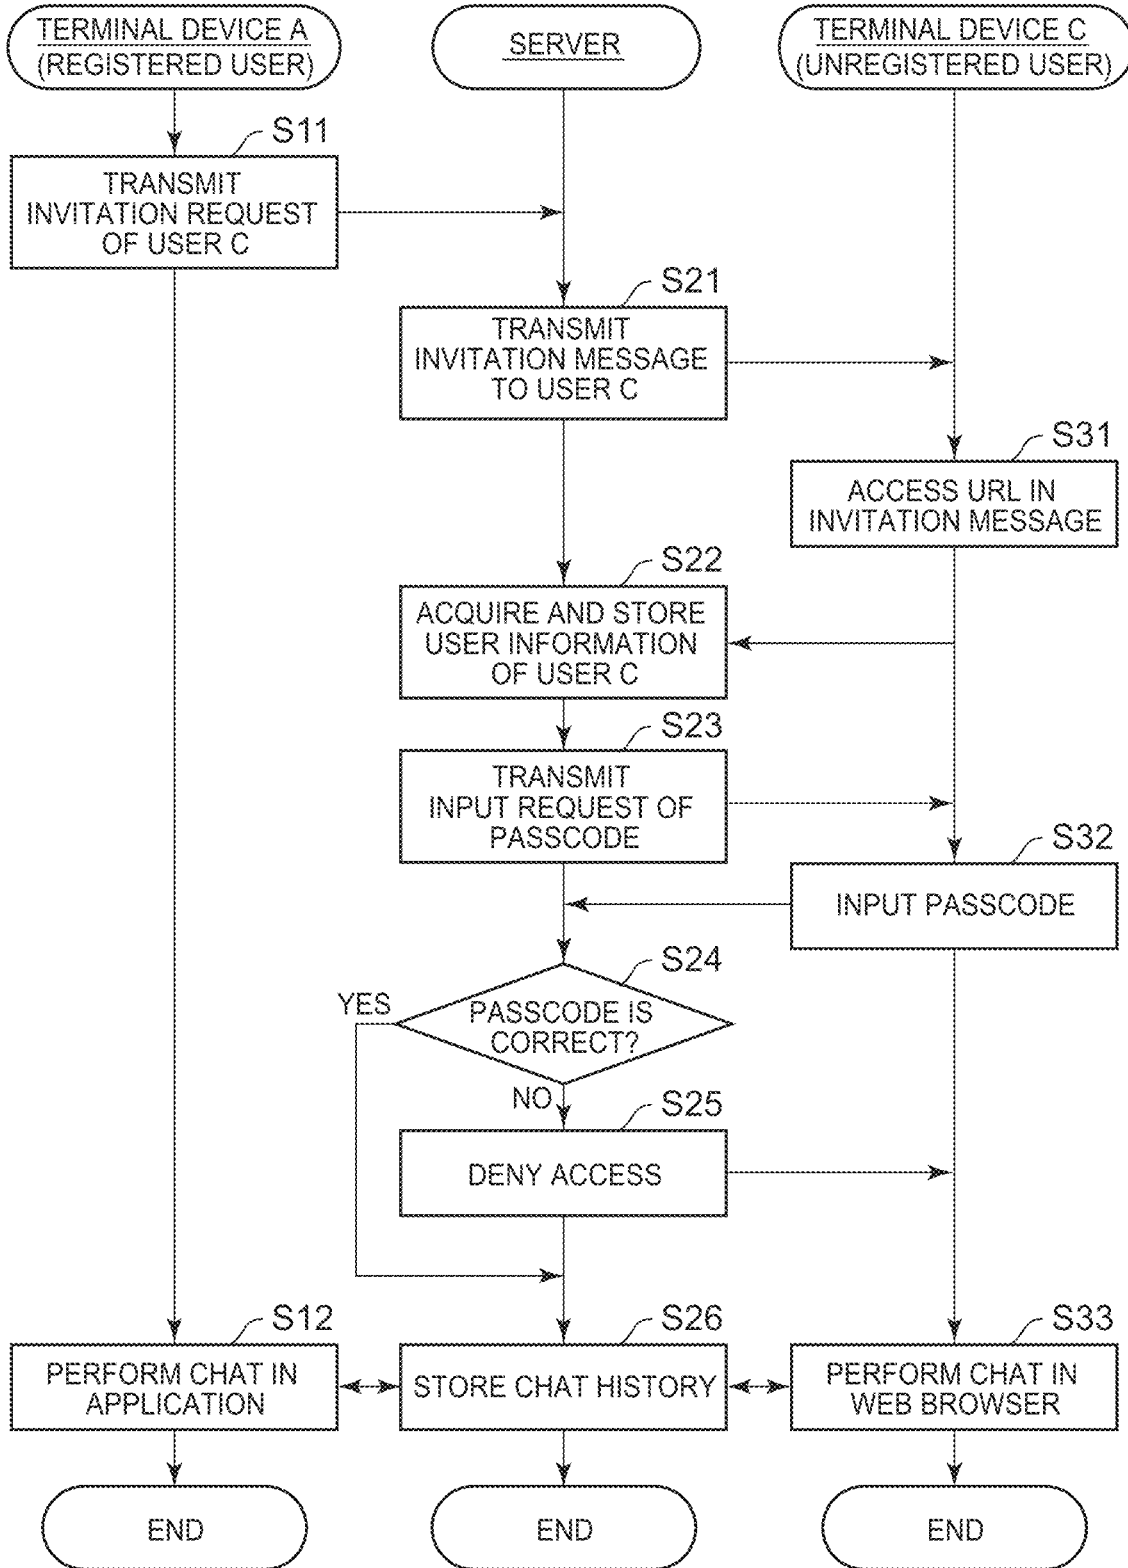 TERMINAL DEVICE A
(REGISTERED USER)
SERVER
TERMINAL DEVICE C
(UNREGISTERED USER)
S11
TRANSMIT
INVITATION REQUEST
OF USER C
S21
TRANSMIT
INVITATION MESSAGE
TO USER C
S31
ACCESS URL IN
INVITATION MESSAGE
S22
ACQUIRE AND STORE
USER INFORMATION
OF USER C
S23
TRANSMIT
INPUT REQUEST OF
PASSCODE
S32
INPUT PASSCODE
S24
YES
PASSCODE IS
CORRECT?
NO
S25
DENY ACCESS
S12
PERFORM CHAT IN
APPLICATION
S26
STORE CHAT HISTORY
S33
PERFORM CHAT IN
WEB BROWSER
END
END
END